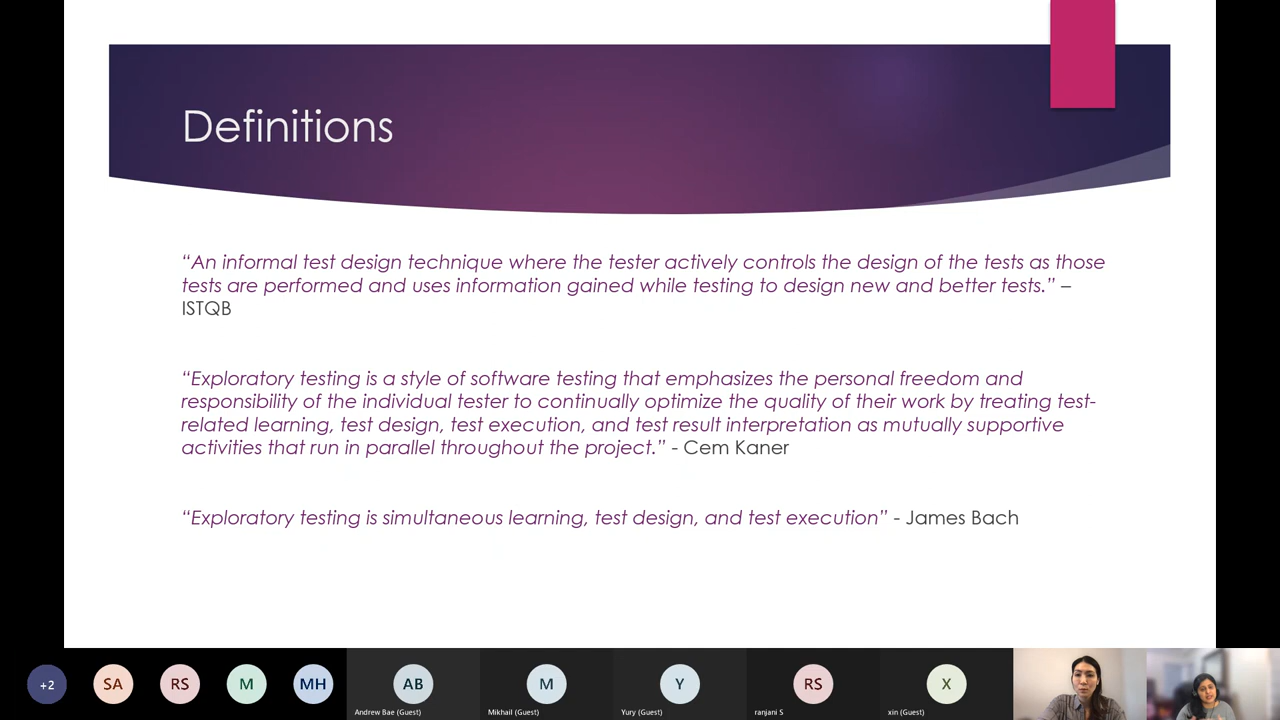 Definitions
“An informal test design technique where the tester actively controls the design of the tests as those
tests are performed and uses information gained while testing to design new and better tests.” –
ISTQB
“Exploratory testing is a style of software testing that emphasizes the personal freedom and
responsibility of the individual tester to continually optimize the quality of their work by treating test-
related learning, test design, test execution, and test result interpretation as mutually supportive
activities that run in parallel throughout the project.” - Cem Kaner
“Exploratory testing is simultaneous learning, test design, and test execution” - James Bach
+2 SA RS M MH AB M Y RS X
Andrew Bae (Guest) Mikhail (Guest) Yury (Guest) ranjani S xin (Guest)